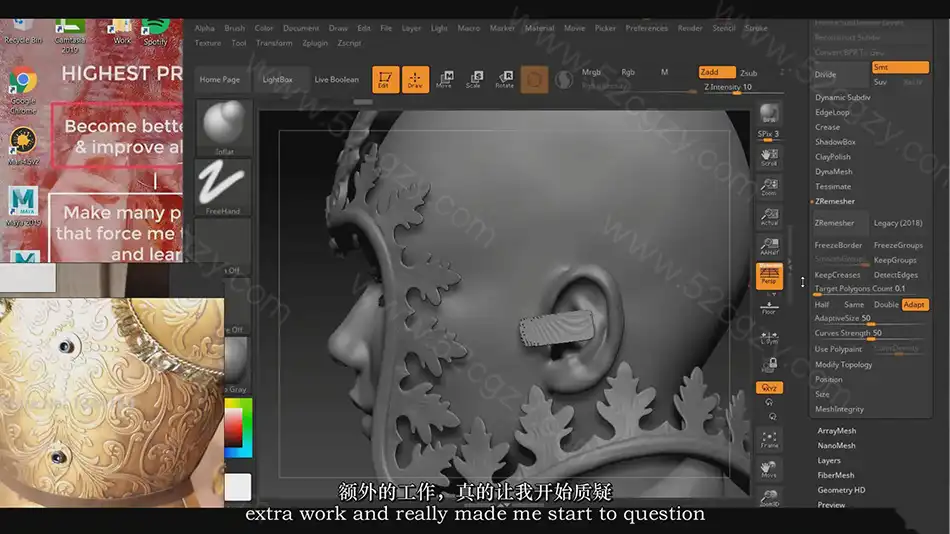 Recycle Bin
Camtasia 2019
Work
Spotify
HIGHEST PR
Google Chrome
Become bette
& improve al
Make many p
that force me
and lear
Maya 2019
Alpha Brush Color Document Draw Edit File Layer Light Macro Marker Material Movie Picker Preferences Render Stencil Stroke
Texture Tool Transform Zplugin Zscript
Home Page
LightBox
Live Boolean
Edit
Draw
Move
Scale
Rotate
Mrgb Rgb M
Zadd Zsub
Z Intensity 10
Inflat
FreeHand
SPix 3
Scroll
Zoom
Actual
AAHalf
Persp
Floor
L.Sym
XYZ
Frame
Move
Zoom3D
Divide
Smt
Suv
Dynamic Subdiv
EdgeLoop
Crease
ShadowBox
ClayPolish
DynaMesh
Tessimate
ZRemesher
ZRemesher Legacy (2018)
FreezeBorder FreezeGroups
KeepGroups
KeepCreases DetectEdges
Target Polygons Count 0.1
Half Same Double Adapt
AdaptiveSize 50
Curves Strength 50
Use Polypaint
Modify Topology
Position
Size
MeshIntegrity
ArrayMesh
NanoMesh
Layers
FiberMesh
Geometry HD
Preview
www.52cgzy.com
额外的工作，真的让我开始质疑
extra work and really made me start to question